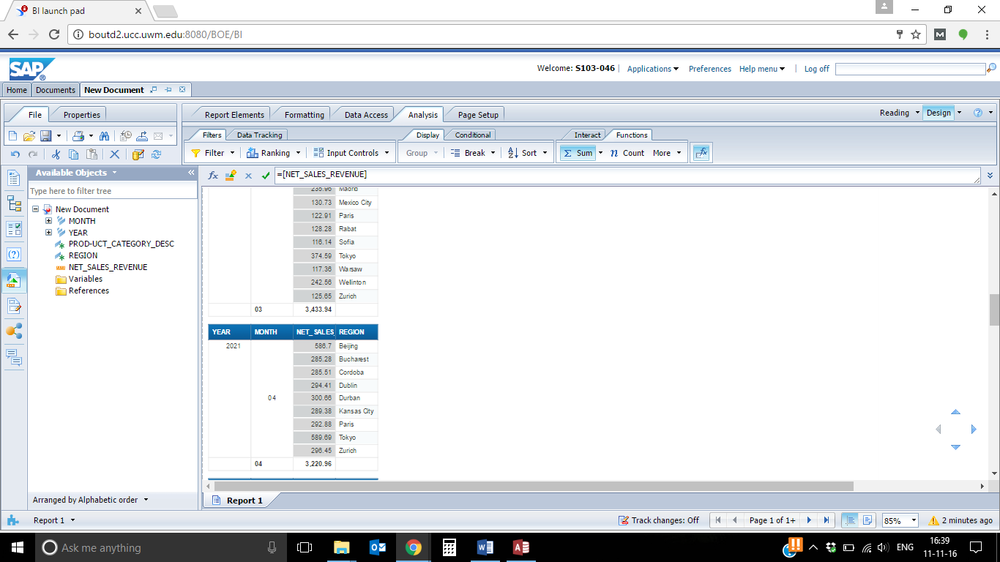 BI launch pad
boutd2.ucc.uwm.edu:8080/BOE/BI
SAP
Welcome: S103-046 | Applications Preferences Help menu | Log off
Home Documents New Document
File Properties Report Elements Formatting Data Access Analysis Page Setup Reading Design
Filters Data Tracking Display Conditional Interact Functions
Filter Ranking Input Controls Group Break Sort Sum Count More
Available Objects
=[NET_SALES_REVENUE]
Type here to filter tree
New Document
MONTH
YEAR
PROD-UCT_CATEGORY_DESC
REGION
NET_SALES_REVENUE
Variables
References
Arranged by Alphabetic order
235.96 Madrid
130.73 Mexico City
122.91 Paris
128.28 Rabat
116.14 Sofia
374.59 Tokyo
117.36 Warsaw
242.56 Wellinton
125.65 Zurich
03 3,433.94
YEAR MONTH NET_SALES_ REGION
2021 586.7 Beijing
285.28 Bucharest
285.51 Cordoba
294.41 Dublin
04 300.66 Durban
289.38 Kansas City
292.88 Paris
589.69 Tokyo
296.45 Zurich
04 3,220.96
Report 1
Report 1 Track changes: Off Page 1 of 1+ 85% 2 minutes ago
Ask me anything
ENG
16:39
11-11-16